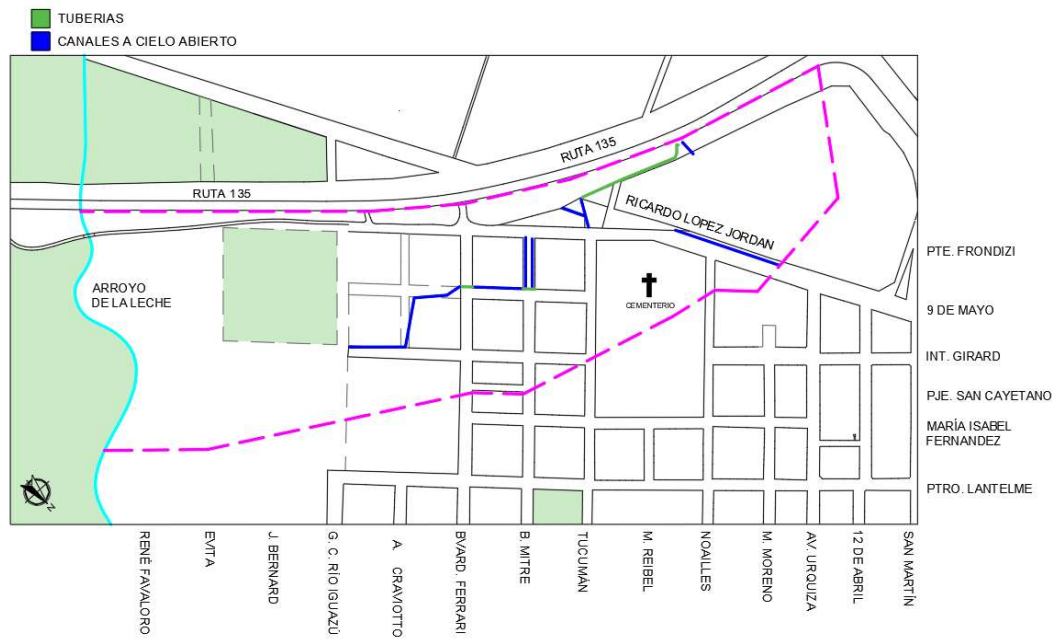 TUBERIAS
CANALES A CIELO ABIERTO
RUTA 135
RUTA 135
RICARDO LOPEZ JORDAN
ARROYO
DE LA LECHE
CEMENTERIO
PTE. FRONDIZI
9 DE MAYO
INT. GIRARD
PJE. SAN CAYETANO
MARÍA ISABEL
FERNANDEZ
PTRO. LANTELME
N
RENÉ FAVALORO
EVITA
J. BERNARD
G. C. RÍO IGUAZÚ
A. CRAVIOTTO
BVARD. FERRARI
B. MITRE
TUCUMÁN
M. REIBEL
NOAILLES
M. MORENO
AV. URQUIZA
12 DE ABRIL
SAN MARTÍN